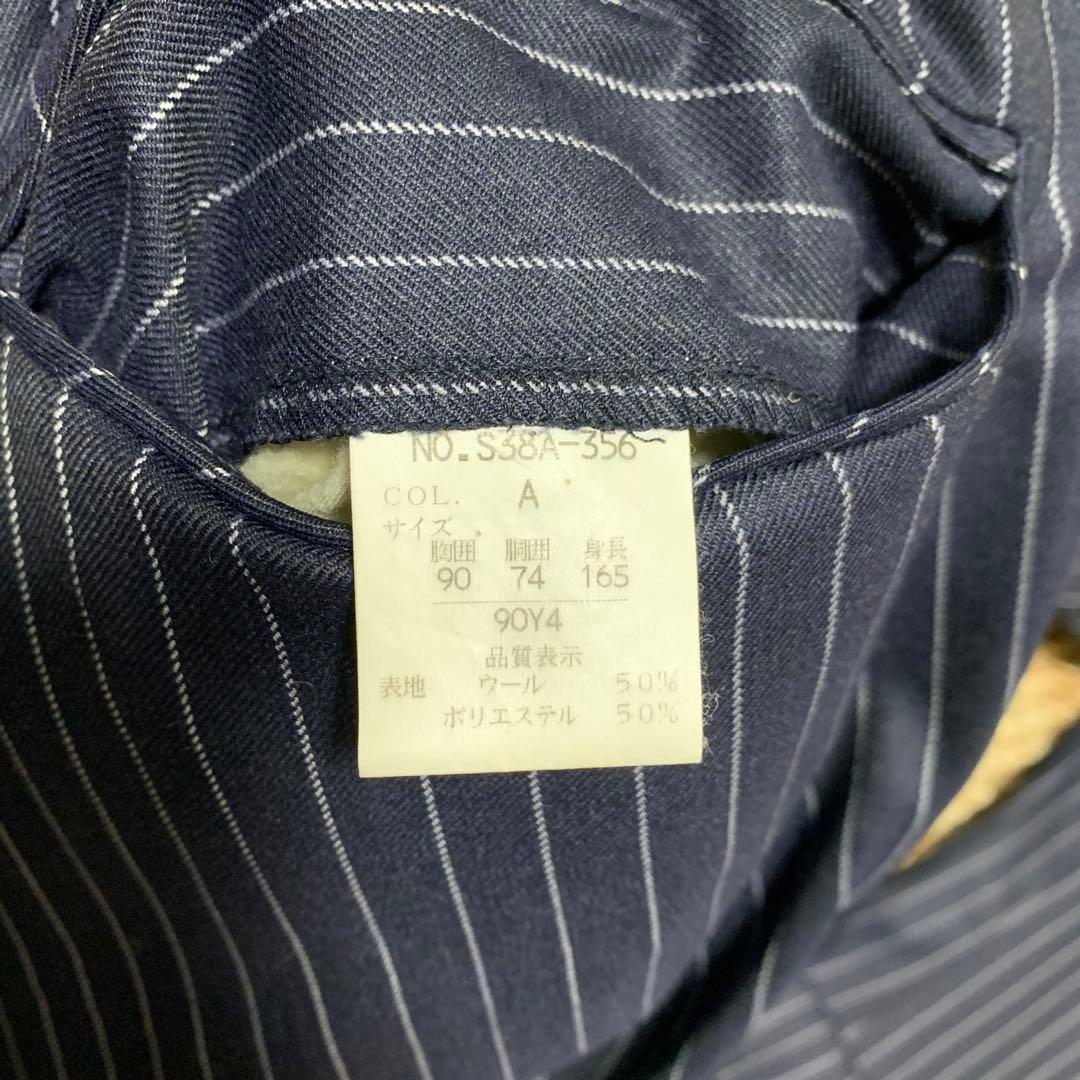 NO.S38A-356
COL. A
サイズ
胸囲 胴囲 身長
90 74 165
90Y4
品質表示
表地 ウール 50%
ポリエステル 50%